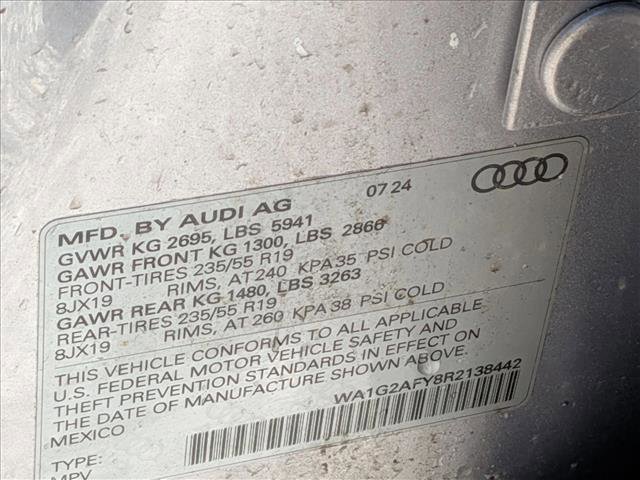 MFD. BY AUDI AG 07 24
GVWR KG 2695, LBS 5941
GAWR FRONT KG 1300, LBS 2866
FRONT-TIRES 235/55 R19
8JX19 RIMS, AT 240 KPA 35 PSI COLD
GAWR REAR KG 1480, LBS 3263
REAR-TIRES 235/55 R19
8JX19 RIMS, AT 260 KPA 38 PSI COLD
THIS VEHICLE CONFORMS TO ALL APPLICABLE
U.S. FEDERAL MOTOR VEHICLE SAFETY AND
THEFT PREVENTION STANDARDS IN EFFECT ON
THE DATE OF MANUFACTURE SHOWN ABOVE.
MEXICO WA1G2AFY8R2138442
TYPE:
MPV